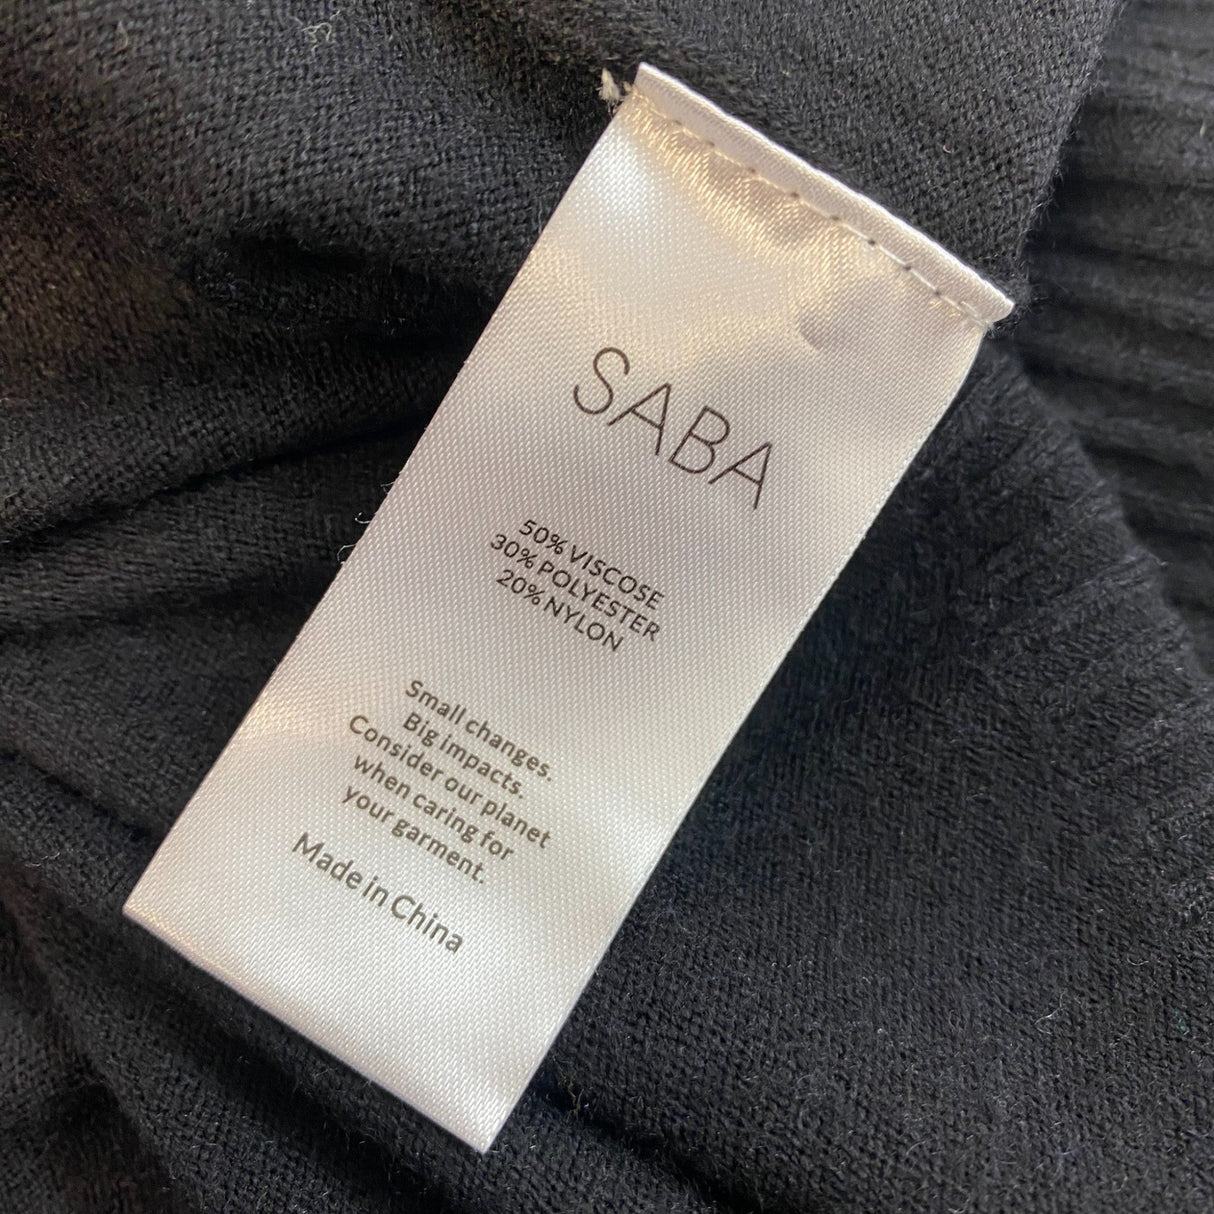 SABA
50% VISCOSE
30% POLYESTER
20% NYLON
Small changes.
Big impacts.
Consider our planet
when caring for
your garment.
Made in China